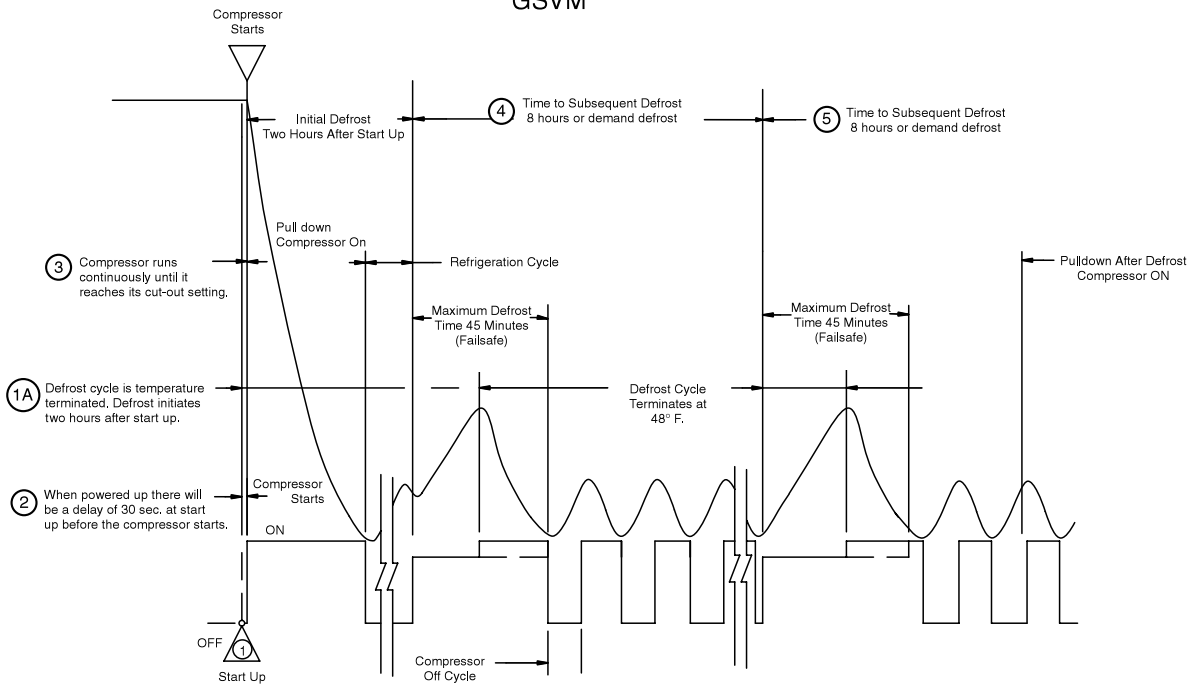 GSVM
Compressor
Starts
Initial Defrost
Two Hours After Start Up
4
Time to Subsequent Defrost
8 hours or demand defrost
5
Time to Subsequent Defrost
8 hours or demand defrost
Pull down
Compressor On
3
Compressor runs
continuously until it
reaches its cut-out setting.
Refrigeration Cycle
Pulldown After Defrost
Compressor ON
Maximum Defrost
Time 45 Minutes
(Failsafe)
Maximum Defrost
Time 45 Minutes
(Failsafe)
1A
Defrost cycle is temperature
terminated. Defrost initiates
two hours after start up.
Defrost Cycle
Terminates at
48° F.
2
When powered up there will
be a delay of 30 sec. at start
up before the compressor starts.
Compressor
Starts
ON
OFF
1
Start Up
Compressor
Off Cycle